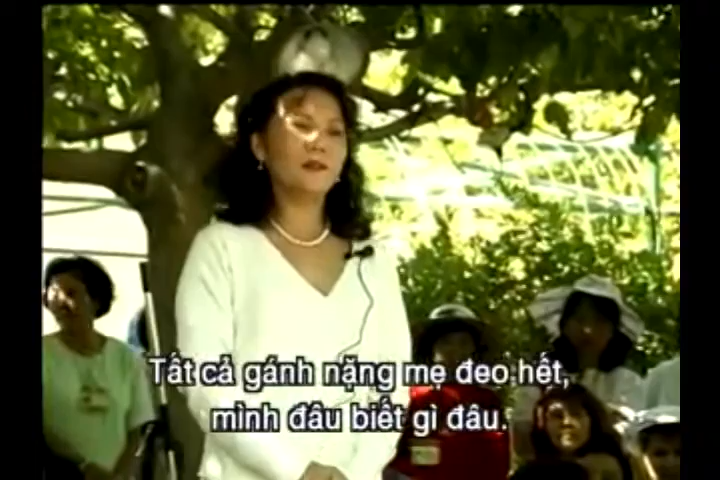 Tất cả gánh nặng mẹ đeo hết,
mình đâu biết gì đâu.